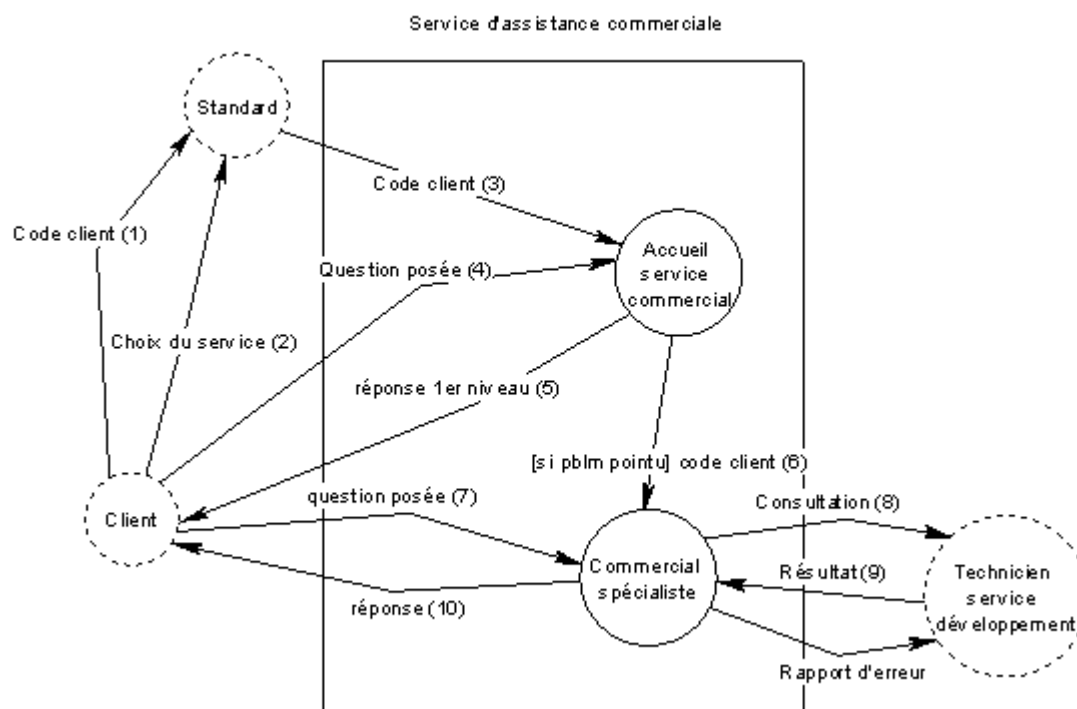 Service d'assistance commerciale
Standard
Code client (3)
Code client (1)
Accueil
service
commercial
Question posée (4)
Choix du service (2)
réponse 1er niveau (5)
[si pblm pointu] code client (6)
question posée (7)
Consultation (8)
Client
Commercial
spécialiste
Résultat (9)
Technicien
service
développement
réponse (10)
Rapport d'erreur